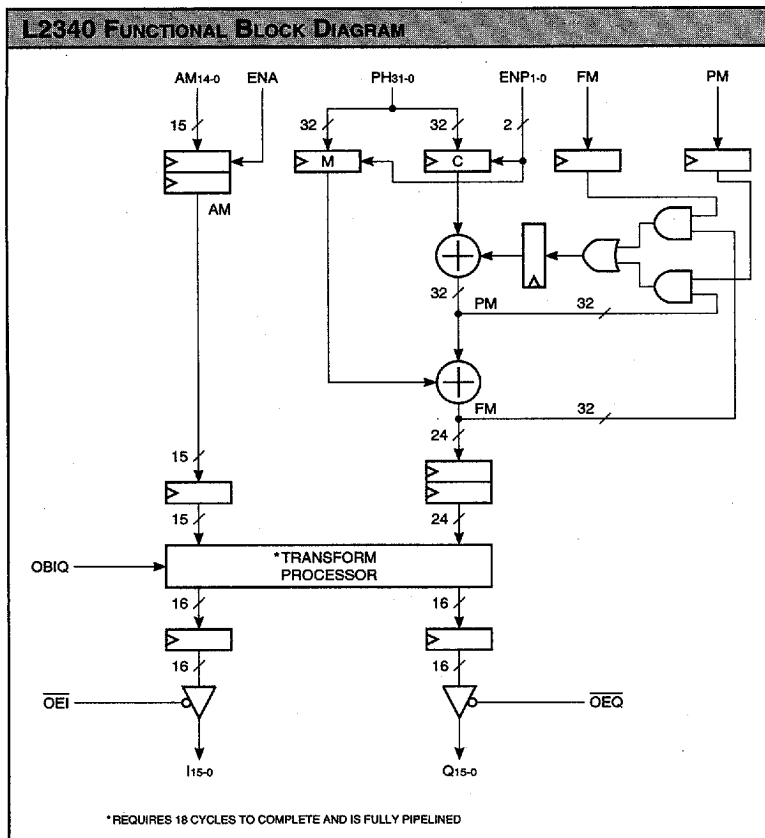 L2340 FUNCTIONAL BLOCK DIAGRAM
AM14-0 ENA PH31-0 ENP1-0 FM PM
15 32 32 2
M C
AM
32 PM 32
FM 32
24
15
15 24
OBIQ
*TRANSFORM
PROCESSOR
16 16
16 16
OEI OEQ
I15-0 Q15-0
*REQUIRES 18 CYCLES TO COMPLETE AND IS FULLY PIPELINED